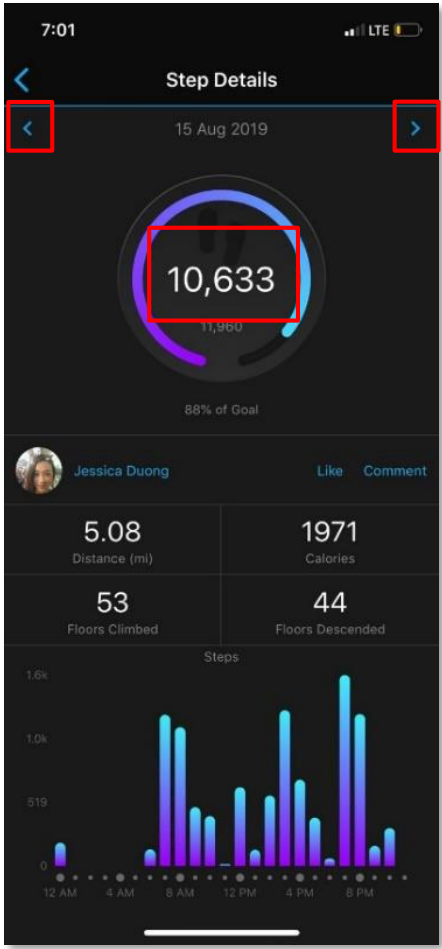 7:01 LTE
Step Details
15 Aug 2019
10,633
11,960
88% of Goal
Jessica Duong Like Comment
5.08 1971
Distance (mi) Calories
53 44
Floors Climbed Floors Descended
Steps
1.6k
1.0k
519
0
12 AM 4 AM 8 AM 12 PM 4 PM 8 PM